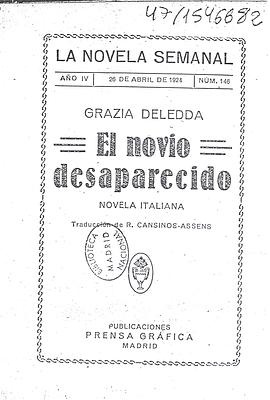 47/1546682
LA NOVELA SEMANAL
AÑO IV 26 DE ABRIL DE 1924 NÚM. 146
GRAZIA DELEDDA
El novio
desaparecido
NOVELA ITALIANA
Traducción de R. CANSINOS-ASSENS
BIBLIOTECA NACIONAL
MADRID
PUBLICACIONES
PRENSA GRÁFICA
MADRID